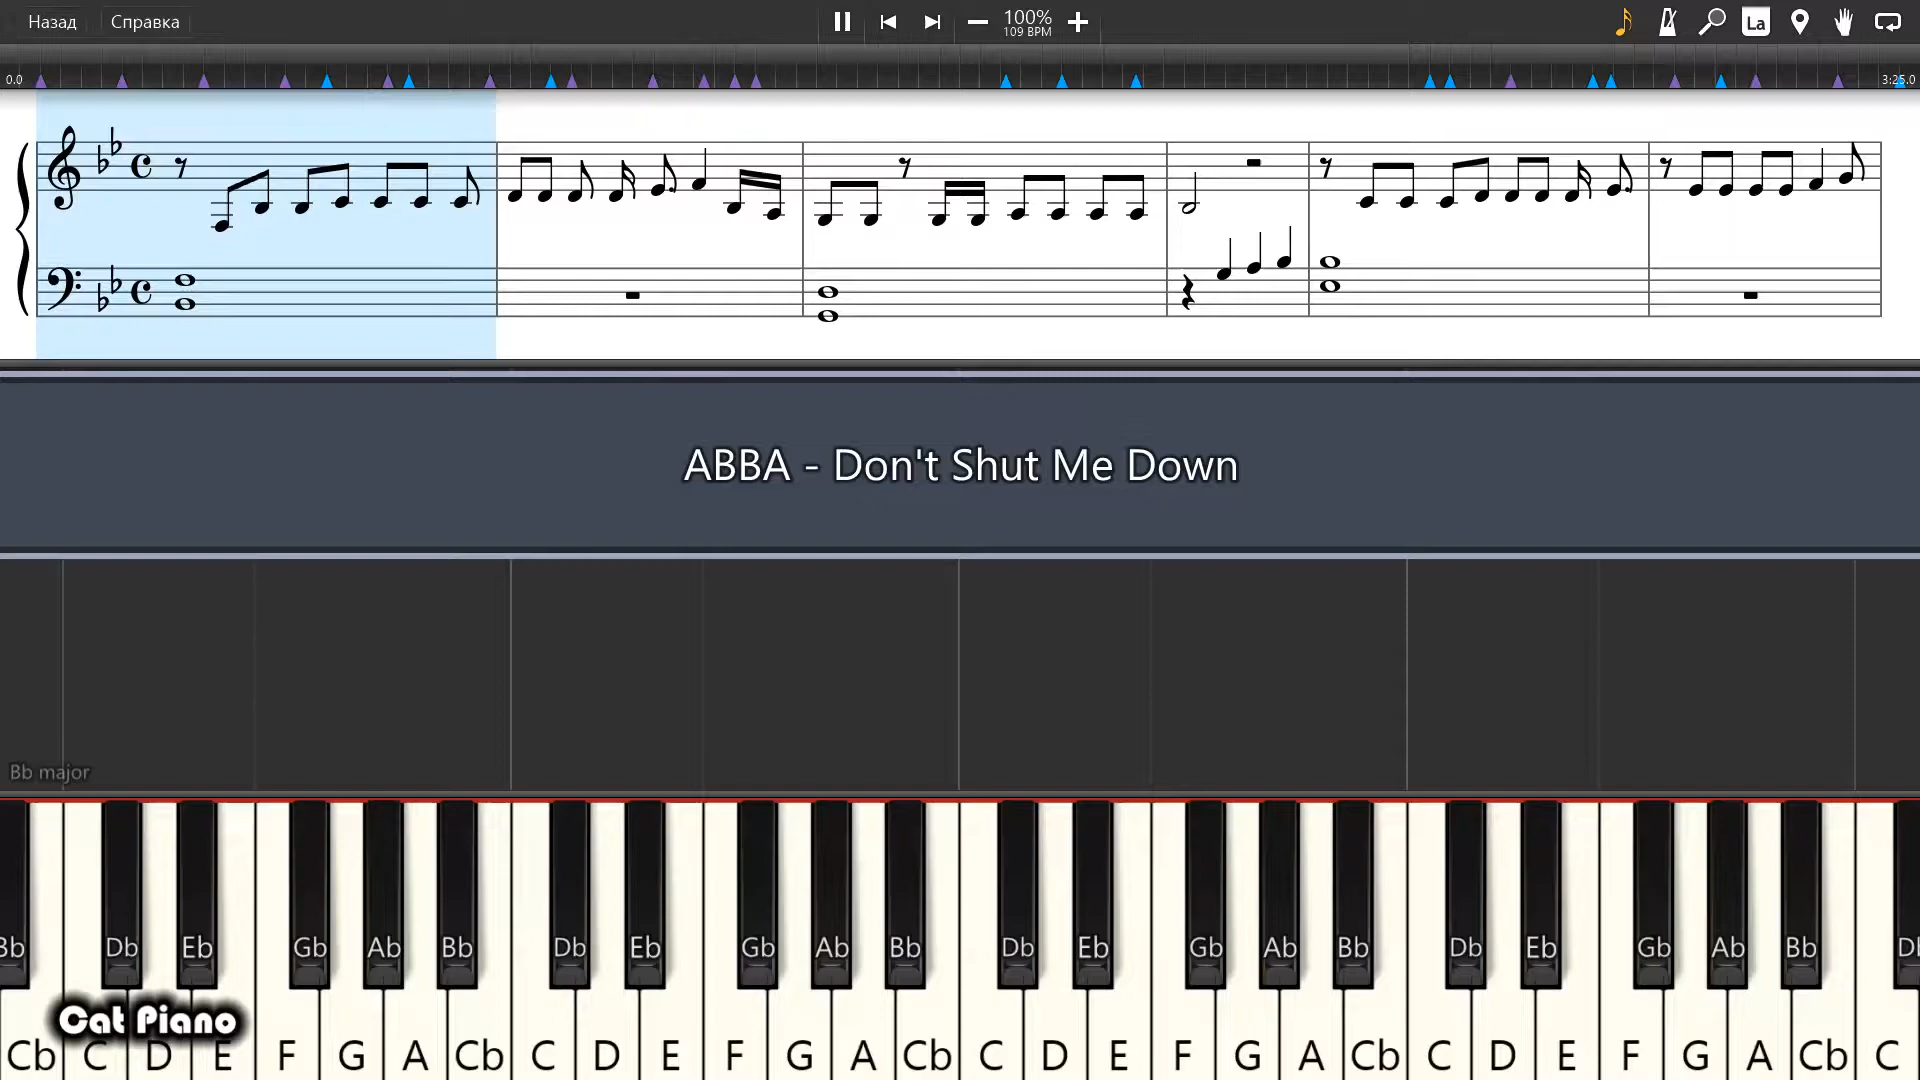 Назад Справка 100%
109 BPM
La
0.0 3:25.0
ABBA - Don't Shut Me Down
Bb major
Bb Db Eb Gb Ab Bb Db Eb Gb Ab Bb Db Eb Gb Ab Bb Db Eb Gb Ab Bb Db
Cat Piano
Cb C D E F G A Cb C D E F G A Cb C D E F G A Cb C D E F G A Cb C